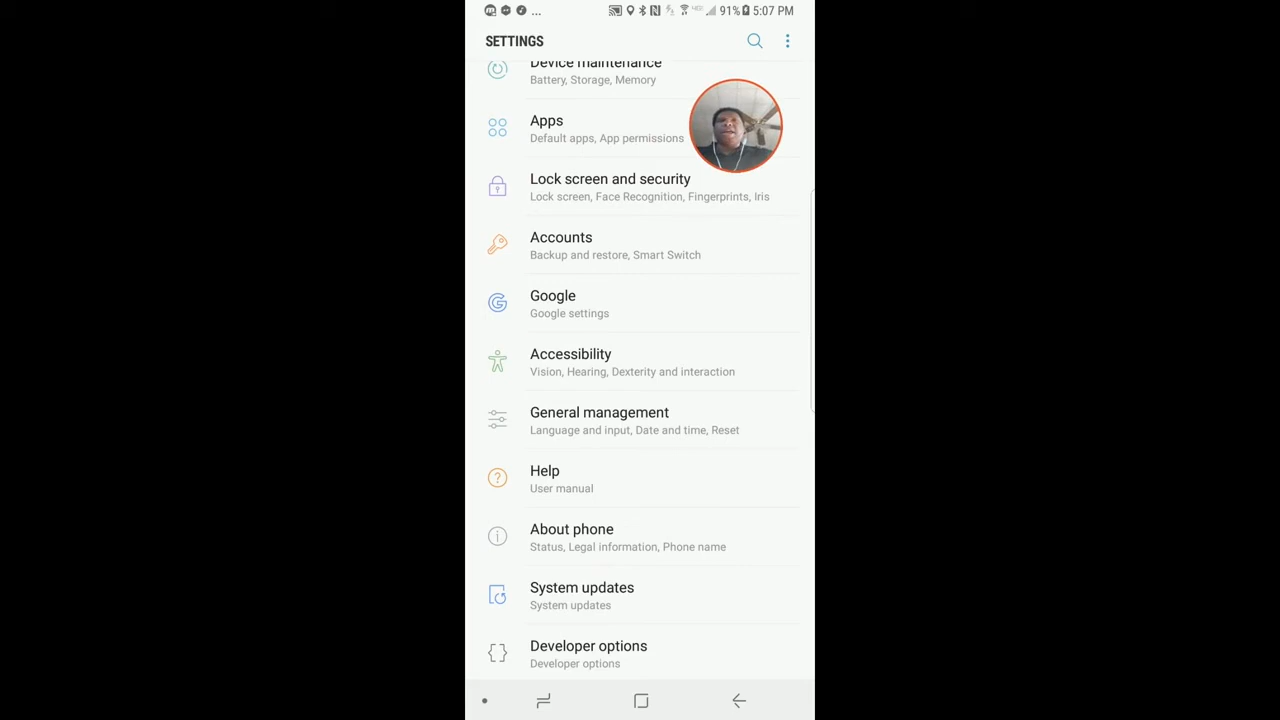 ... 91% 5:07 PM
SETTINGS
Device maintenance
Battery, Storage, Memory
Apps
Default apps, App permissions
Lock screen and security
Lock screen, Face Recognition, Fingerprints, Iris
Accounts
Backup and restore, Smart Switch
Google
Google settings
Accessibility
Vision, Hearing, Dexterity and interaction
General management
Language and input, Date and time, Reset
Help
User manual
About phone
Status, Legal information, Phone name
System updates
System updates
Developer options
Developer options